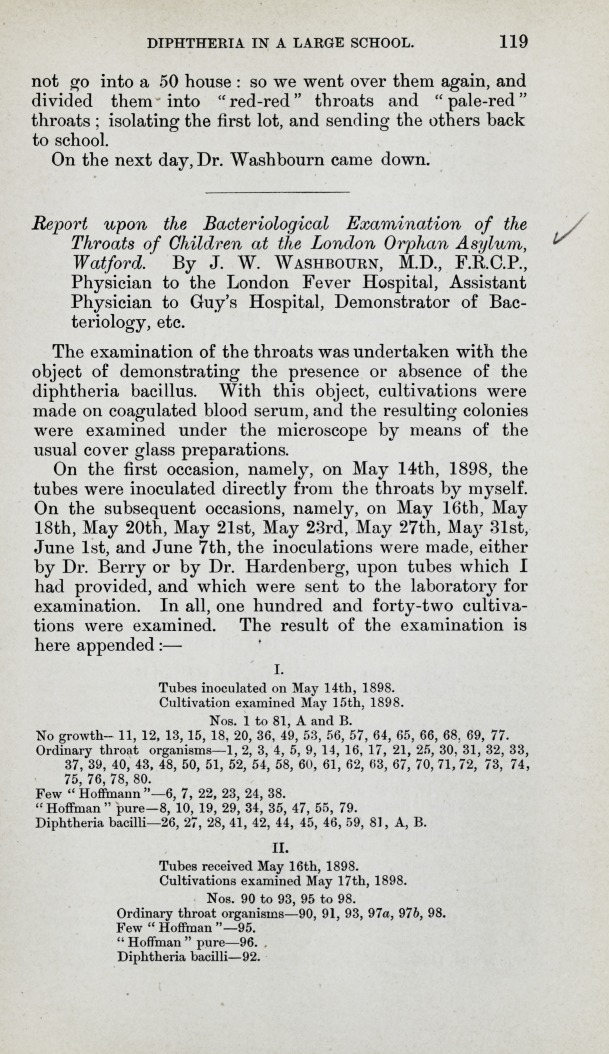 DIPHTHERIA IN A LARGE SCHOOL. 119
not go into a 50 house : so we went over them again, and
divided them into “red-red” throats and “pale-red”
throats ; isolating the first lot, and sending the others back
to school.
On the next day, Dr. Washbourn came down.
Report upon the Bacteriological Examination of the
Throats of Children at the London Orphan Asylum,
Watford. By J. W. WASHBOURN, M.D., F.R.C.P.,
Physician to the London Fever Hospital, Assistant
Physician to Guy’s Hospital, Demonstrator of Bac-
teriology, etc.
The examination of the throats was undertaken with the
object of demonstrating the presence or absence of the
diphtheria bacillus. With this object, cultivations were
made on coagulated blood serum, and the resulting colonies
were examined under the microscope by means of the
usual cover glass preparations.
On the first occasion, namely, on May 14th, 1898, the
tubes were inoculated directly from the throats by myself.
On the subsequent occasions, namely, on May 16th, May
18th, May 20th, May 21st, May 23rd, May 27th, May 31st,
June 1st, and June 7th, the inoculations were made, either
by Dr. Berry or by Dr. Hardenberg, upon tubes which I
had provided, and which were sent to the laboratory for
examination. In all, one hundred and forty-two cultiva-
tions were examined. The result of the examination is
here appended :—
I.
Tubes inoculated on May 14th, 1898.
Cultivation examined May 15th, 1898.
Nos. 1 to 81, A and B.
No growth—11, 12, 13, 15, 18, 20, 36, 49, 53, 56, 57, 64, 65, 66, 68, 69, 77.
Ordinary throat organisms—1, 2, 3, 4, 5, 9, 14, 16, 17, 21, 25, 30, 31, 32, 33,
37, 39, 40, 43, 48, 50, 51, 52, 54, 58, 60, 61, 62, 63, 67, 70, 71, 72, 73, 74,
75, 76, 78, 80.
Few “Hoffmann”—6, 7, 22, 23, 24, 38.
“Hoffman” pure—8, 10, 19, 29, 34, 35, 47, 55, 79.
Diphtheria bacilli—26, 27, 28, 41, 42, 44, 45, 46, 59, 81, A, B.
II.
Tubes received May 16th, 1898.
Cultivations examined May 17th, 1898.
Nos. 90 to 93, 95 to 98.
Ordinary throat organisms—90, 91, 93, 97a, 97b, 98.
Few “Hoffman”—95.
“Hoffman” pure—96.
Diphtheria bacilli—92.